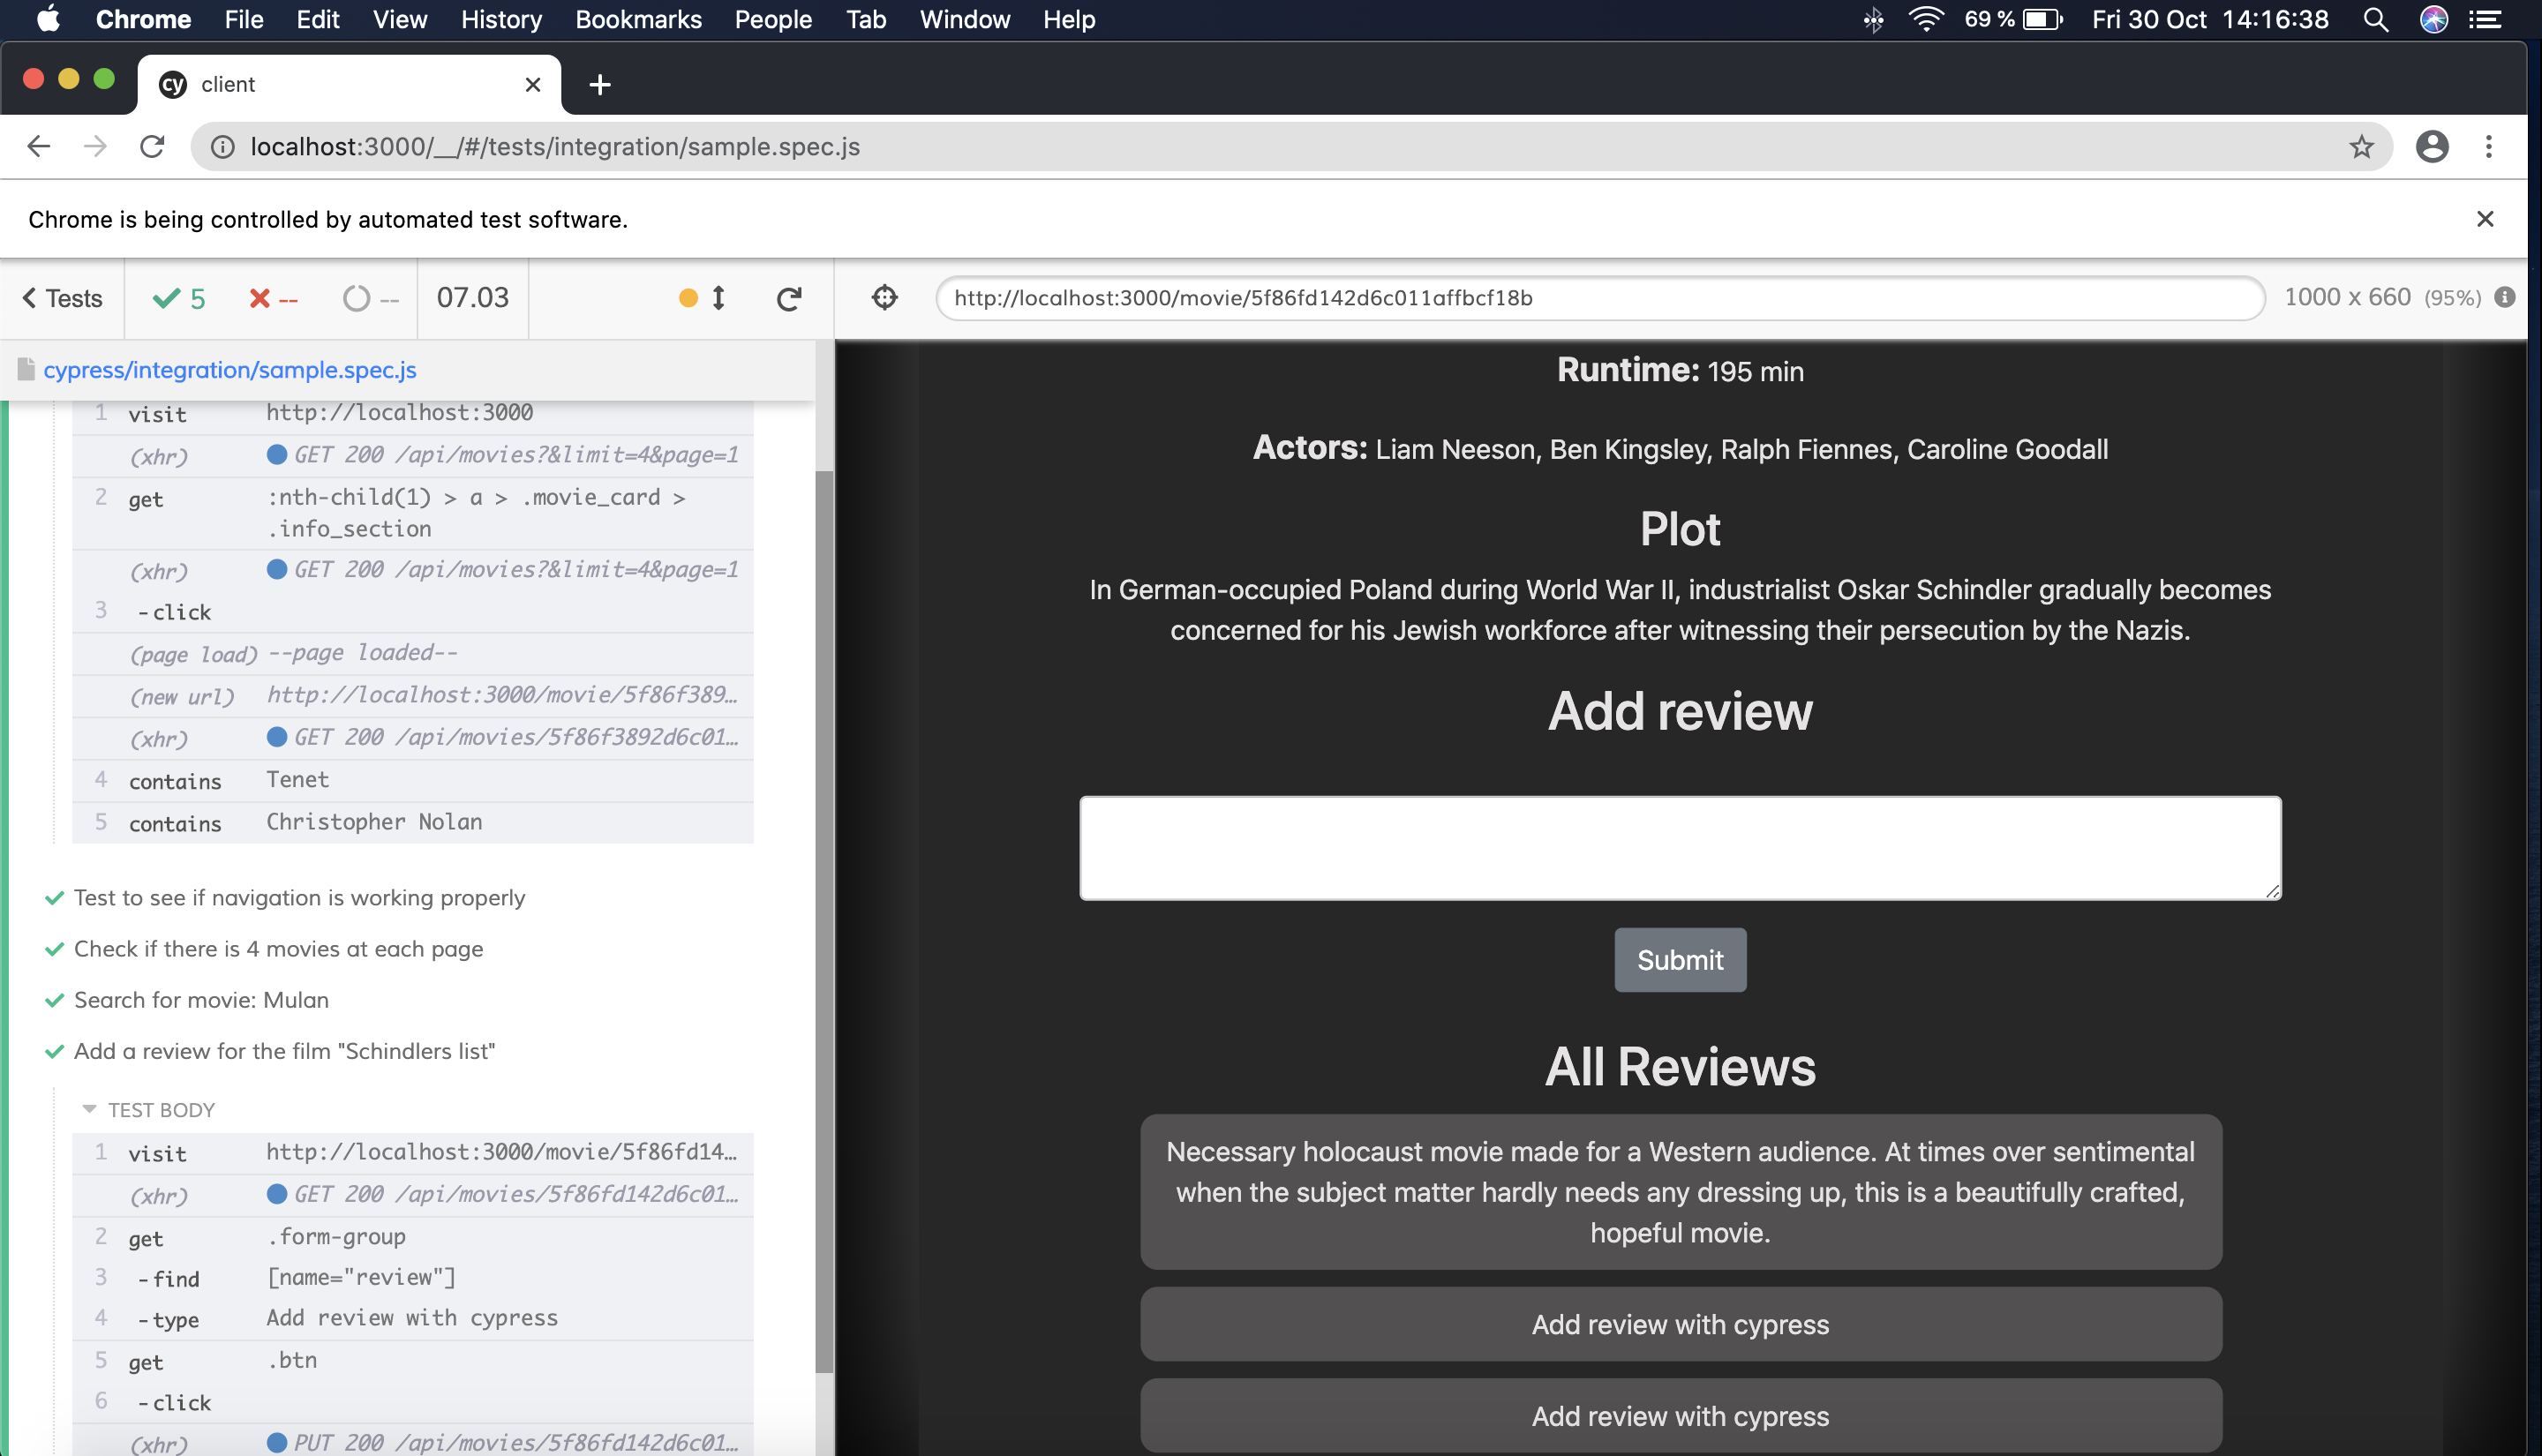 Chrome File Edit View History Bookmarks People Tab Window Help 69 % Fri 30 Oct 14:16:38
cy client
localhost:3000/__/#/tests/integration/sample.spec.js
Chrome is being controlled by automated test software.
Tests 5 -- -- 07.03
http://localhost:3000/movie/5f86fd142d6c011affbcf18b 1000 x 660 (95%)
cypress/integration/sample.spec.js
1 visit http://localhost:3000
(xhr) GET 200 /api/movies?&limit=4&page=1
2 get :nth-child(1) > a > .movie_card >
.info_section
(xhr) GET 200 /api/movies?&limit=4&page=1
3 -click
(page load) --page loaded--
(new url) http://localhost:3000/movie/5f86f389…
(xhr) GET 200 /api/movies/5f86f3892d6c01…
4 contains Tenet
5 contains Christopher Nolan
Test to see if navigation is working properly
Check if there is 4 movies at each page
Search for movie: Mulan
Add a review for the film "Schindlers list"
TEST BODY
1 visit http://localhost:3000/movie/5f86fd14…
(xhr) GET 200 /api/movies/5f86fd142d6c01…
2 get .form-group
3 -find [name="review"]
4 -type Add review with cypress
5 get .btn
6 -click
(xhr) PUT 200 /api/movies/5f86fd142d6c01…
Runtime: 195 min
Actors: Liam Neeson, Ben Kingsley, Ralph Fiennes, Caroline Goodall
Plot
In German-occupied Poland during World War II, industrialist Oskar Schindler gradually becomes
concerned for his Jewish workforce after witnessing their persecution by the Nazis.
Add review
Submit
All Reviews
Necessary holocaust movie made for a Western audience. At times over sentimental
when the subject matter hardly needs any dressing up, this is a beautifully crafted,
hopeful movie.
Add review with cypress
Add review with cypress